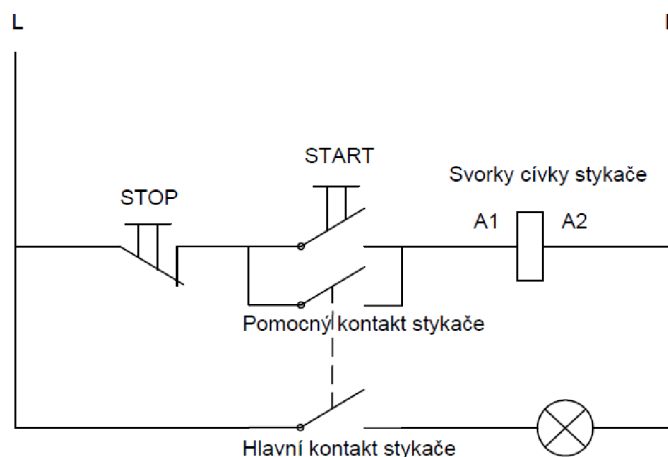 L
START
STOP
Svorky cívky stykače
A1
A2
Pomocný kontakt stykače
Hlavní kontakt stykače